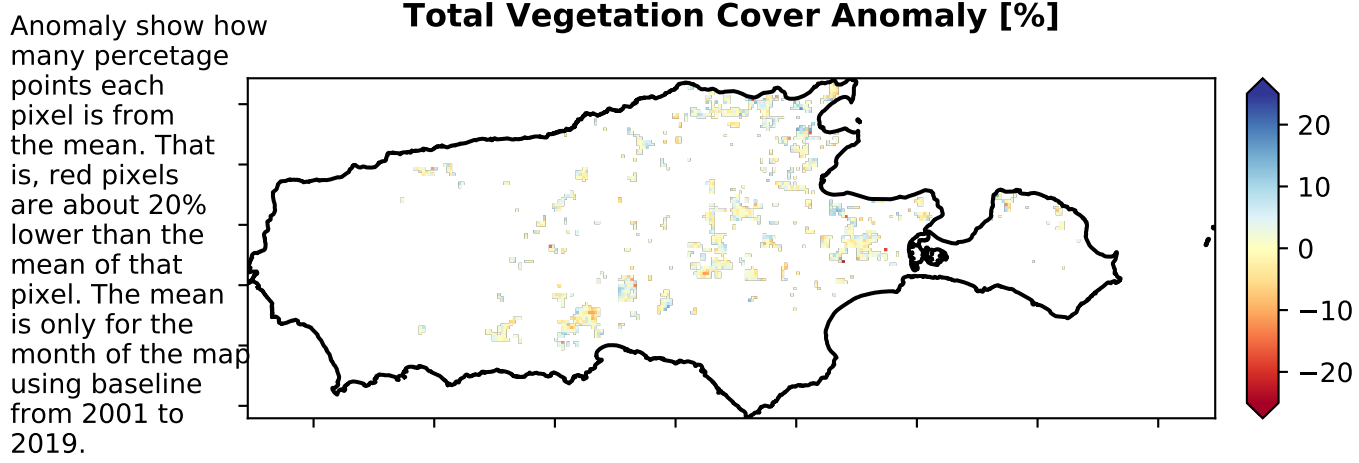 Total Vegetation Cover Anomaly [%]
Anomaly show how
many percetage
points each
pixel is from
the mean. That
is, red pixels
are about 20%
lower than the
mean of that
pixel. The mean
is only for the
month of the map
using baseline
from 2001 to
2019.
20
10
0
−10
−20